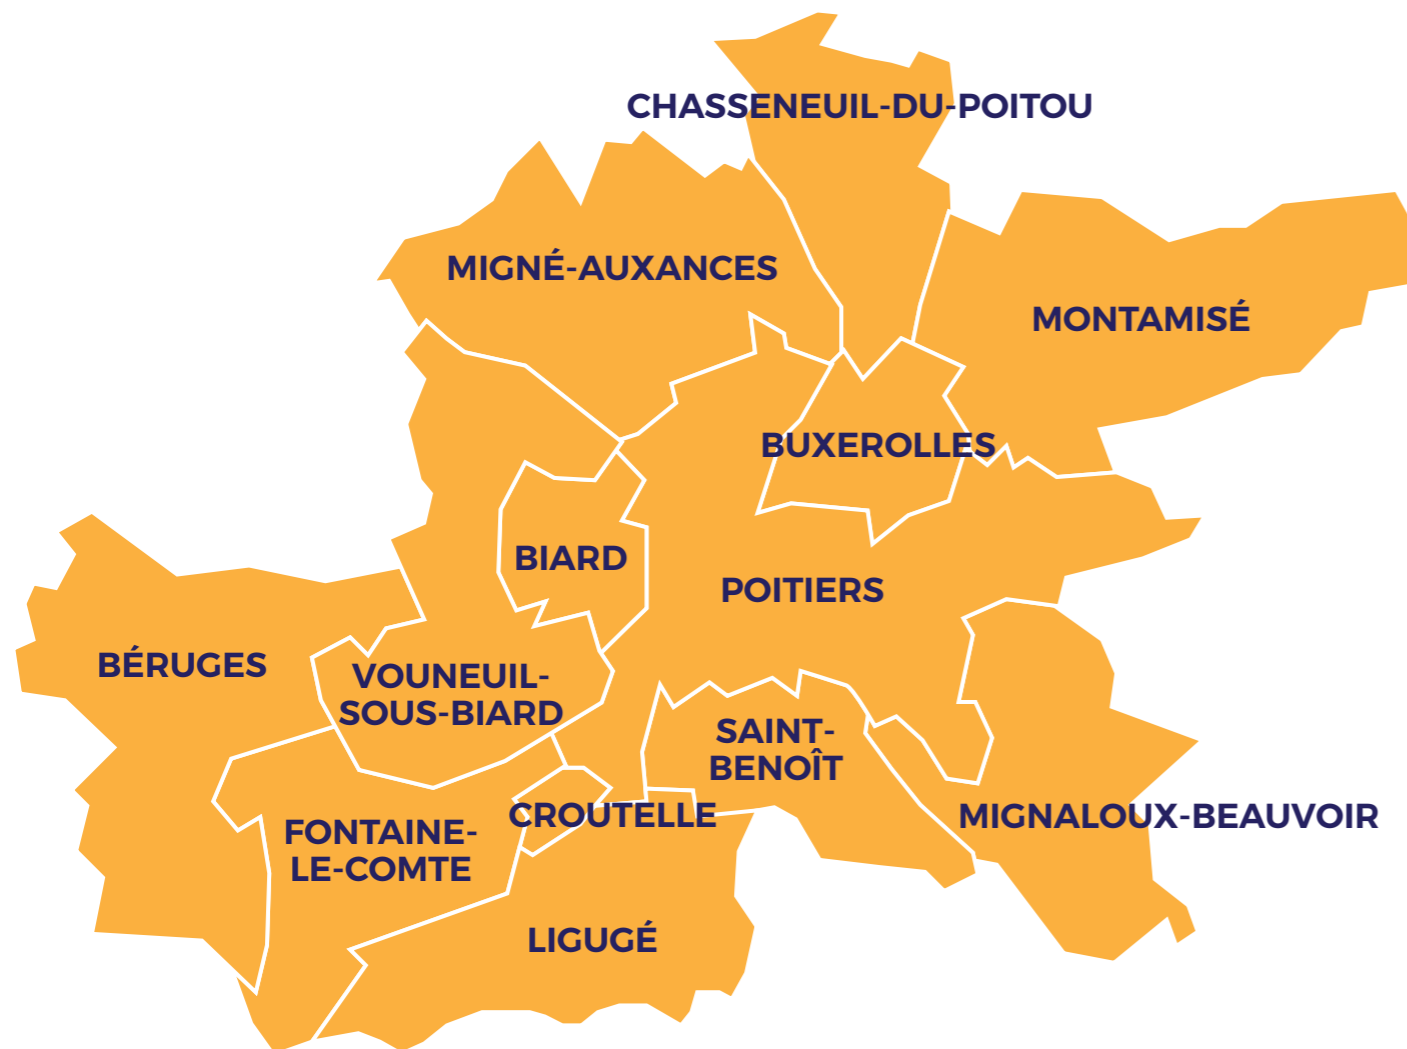 CHASSENEUIL-DU-POITOU
MIGNÉ-AUXANCES
MONTAMISÉ
BUXEROLLES
BIARD
POITIERS
BÉRUGES
VOUNEUIL-
SOUS-BIARD
SAINT-
BENOÎT
CROUTELLE
MIGNALOUX-BEAUVOIR
FONTAINE-
LE-COMTE
LIGUGÉ